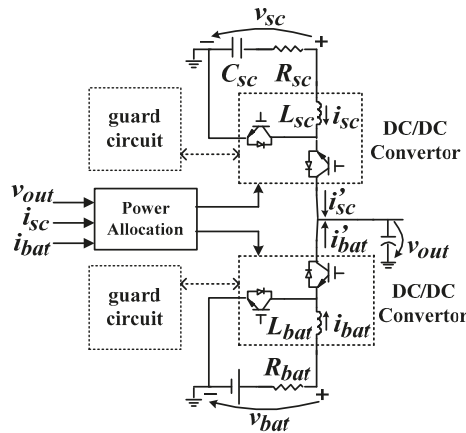 v_sc
− +
C_sc R_sc
guard
circuit
L_sc i_sc
DC/DC
Convertor
v_out
i_sc
i_bat
Power
Allocation
i'_sc
i'_bat
v_out
guard
circuit
DC/DC
Convertor
L_bat i_bat
R_bat
− +
v_bat